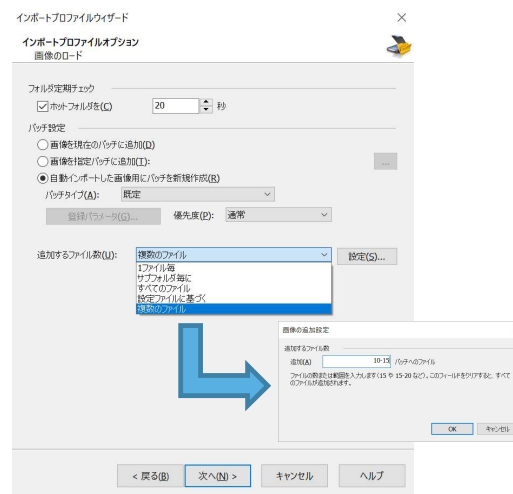 インポートプロファイルウィザード
インポートプロファイルオプション
画像のロード
フォルダ定期チェック
ホットフォルダを(C) 20 秒
バッチ設定
画像を現在のバッチに追加(D)
画像を指定バッチに追加(T):
...
自動インポートした画像用にバッチを新規作成(R)
バッチタイプ(A): 既定
登録パラメータ(G)... 優先度(P): 通常
追加するファイル数(U): 複数のファイル 設定(S)...
1ファイル毎
サブフォルダ毎に
すべてのファイル
設定ファイルに基づく
複数のファイル
画像の追加設定
追加するファイル数
追加(A) 10-15 バッチへのファイル
ファイルの数または範囲を入力します (15 や 15-20 など)。このフィールドをクリアすると、すべて
のファイルが追加されます。
OK キャンセル
< 戻る(B) 次へ(N) > キャンセル ヘルプ